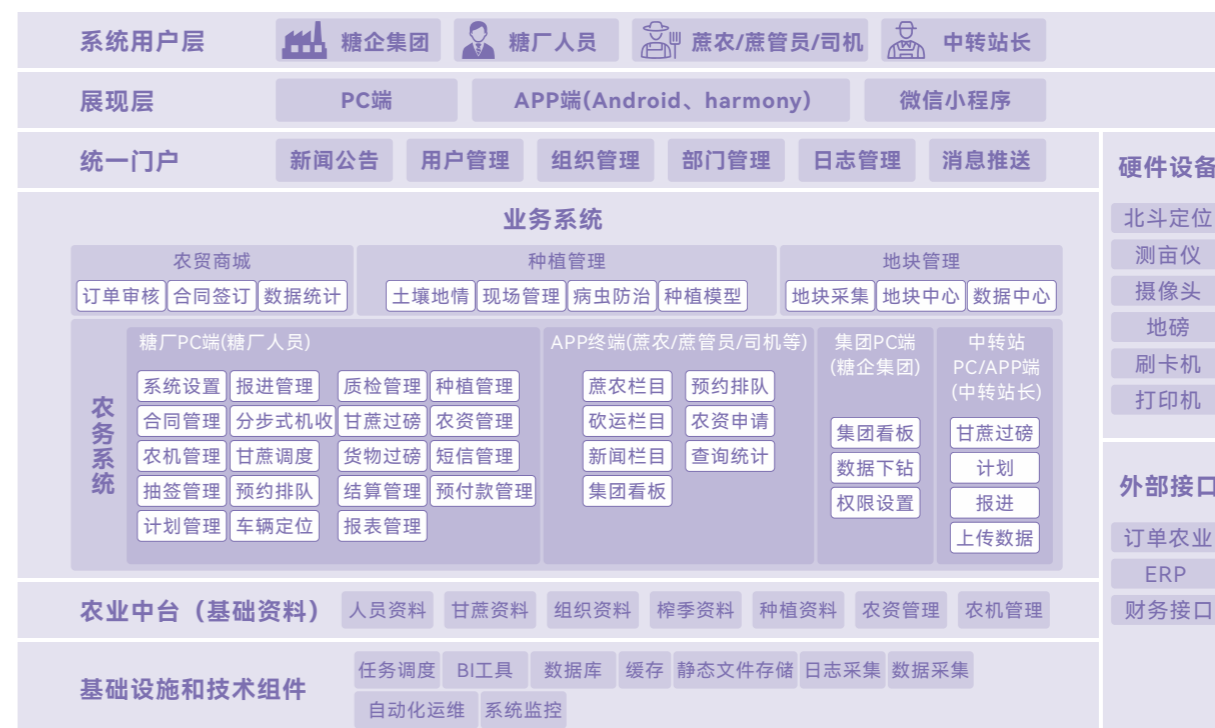 系统用户层 糖企集团 糖厂人员 蔗农/蔗管员/司机 中转站长
展现层 PC端 APP端(Android、harmony) 微信小程序
统一门户 新闻公告 用户管理 组织管理 部门管理 日志管理 消息推送
业务系统
农贸商城 种植管理 地块管理
订单审核 合同签订 数据统计 土壤地情 现场管理 病虫防治 种植模型 地块采集 地块中心 数据中心
农务系统
糖厂PC端(糖厂人员)
系统设置 报进管理 质检管理 种植管理
合同管理 分步式机收 甘蔗过磅 农资管理
农机管理 甘蔗调度 货物过磅 短信管理
抽签管理 预约排队 结算管理 预付款管理
计划管理 车辆定位 报表管理
APP终端(蔗农/蔗管员/司机等)
蔗农栏目 预约排队
砍运栏目 农资申请
新闻栏目 查询统计
集团看板
集团PC端
(糖企集团)
集团看板
数据下钻
权限设置
中转站
PC/APP端
(中转站长)
甘蔗过磅
计划
报进
上传数据
农业中台（基础资料） 人员资料 甘蔗资料 组织资料 榨季资料 种植资料 农资管理 农机管理
基础设施和技术组件
任务调度 BI工具 数据库 缓存 静态文件存储 日志采集 数据采集
自动化运维 系统监控
硬件设备
北斗定位
测亩仪
摄像头
地磅
刷卡机
打印机
外部接口
订单农业
ERP
财务接口